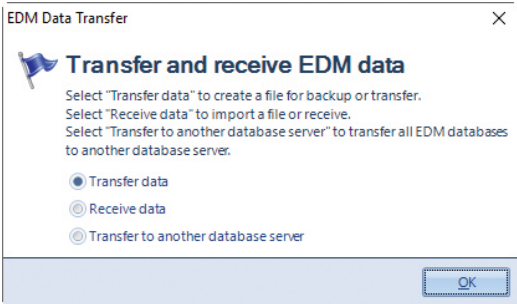 EDM Data Transfer
Transfer and receive EDM data
Select "Transfer data" to create a file for backup or transfer.
Select "Receive data" to import a file or receive.
Select "Transfer to another database server" to transfer all EDM databases
to another database server.
Transfer data
Receive data
Transfer to another database server
OK